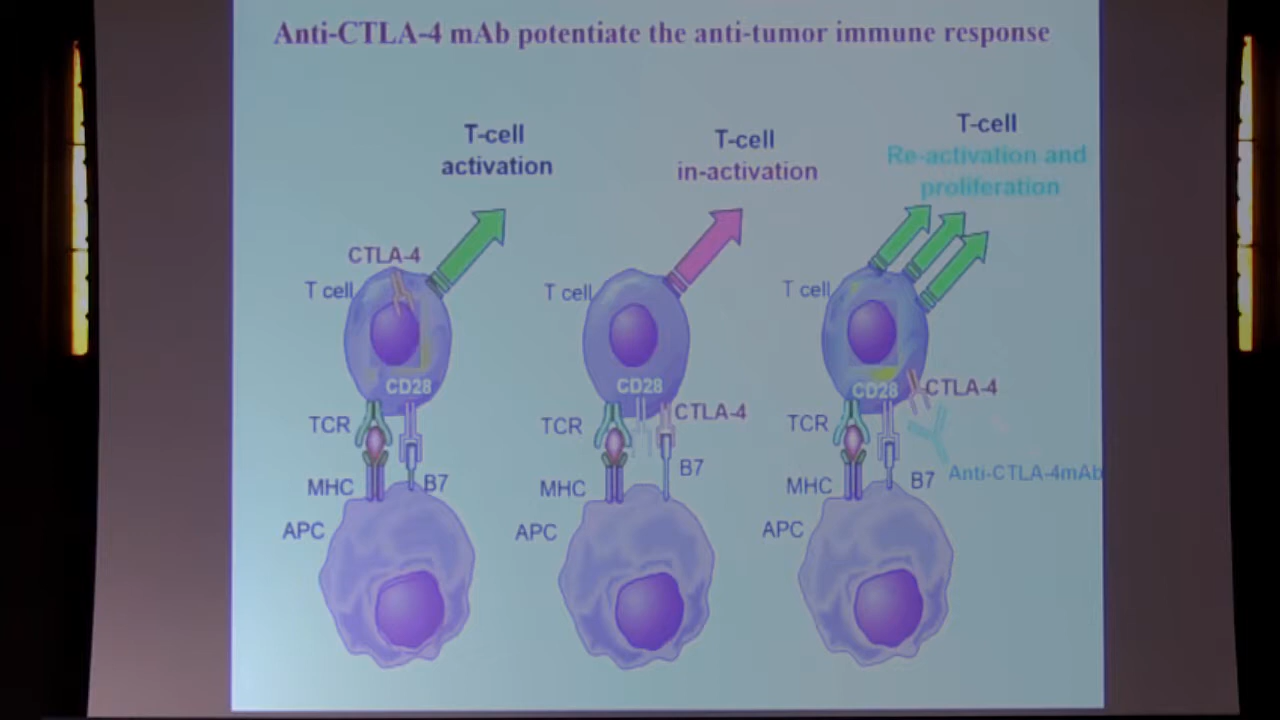 Anti-CTLA-4 mAb potentiate the anti-tumor immune response
T-cell
activation
CTLA-4
T cell
CD28
TCR
MHC
B7
APC
T-cell
in-activation
T cell
CD28
TCR
CTLA-4
B7
MHC
APC
T-cell
Re-activation and
proliferation
T cell
CD28
CTLA-4
TCR
Anti-CTLA-4mAb
B7
MHC
APC